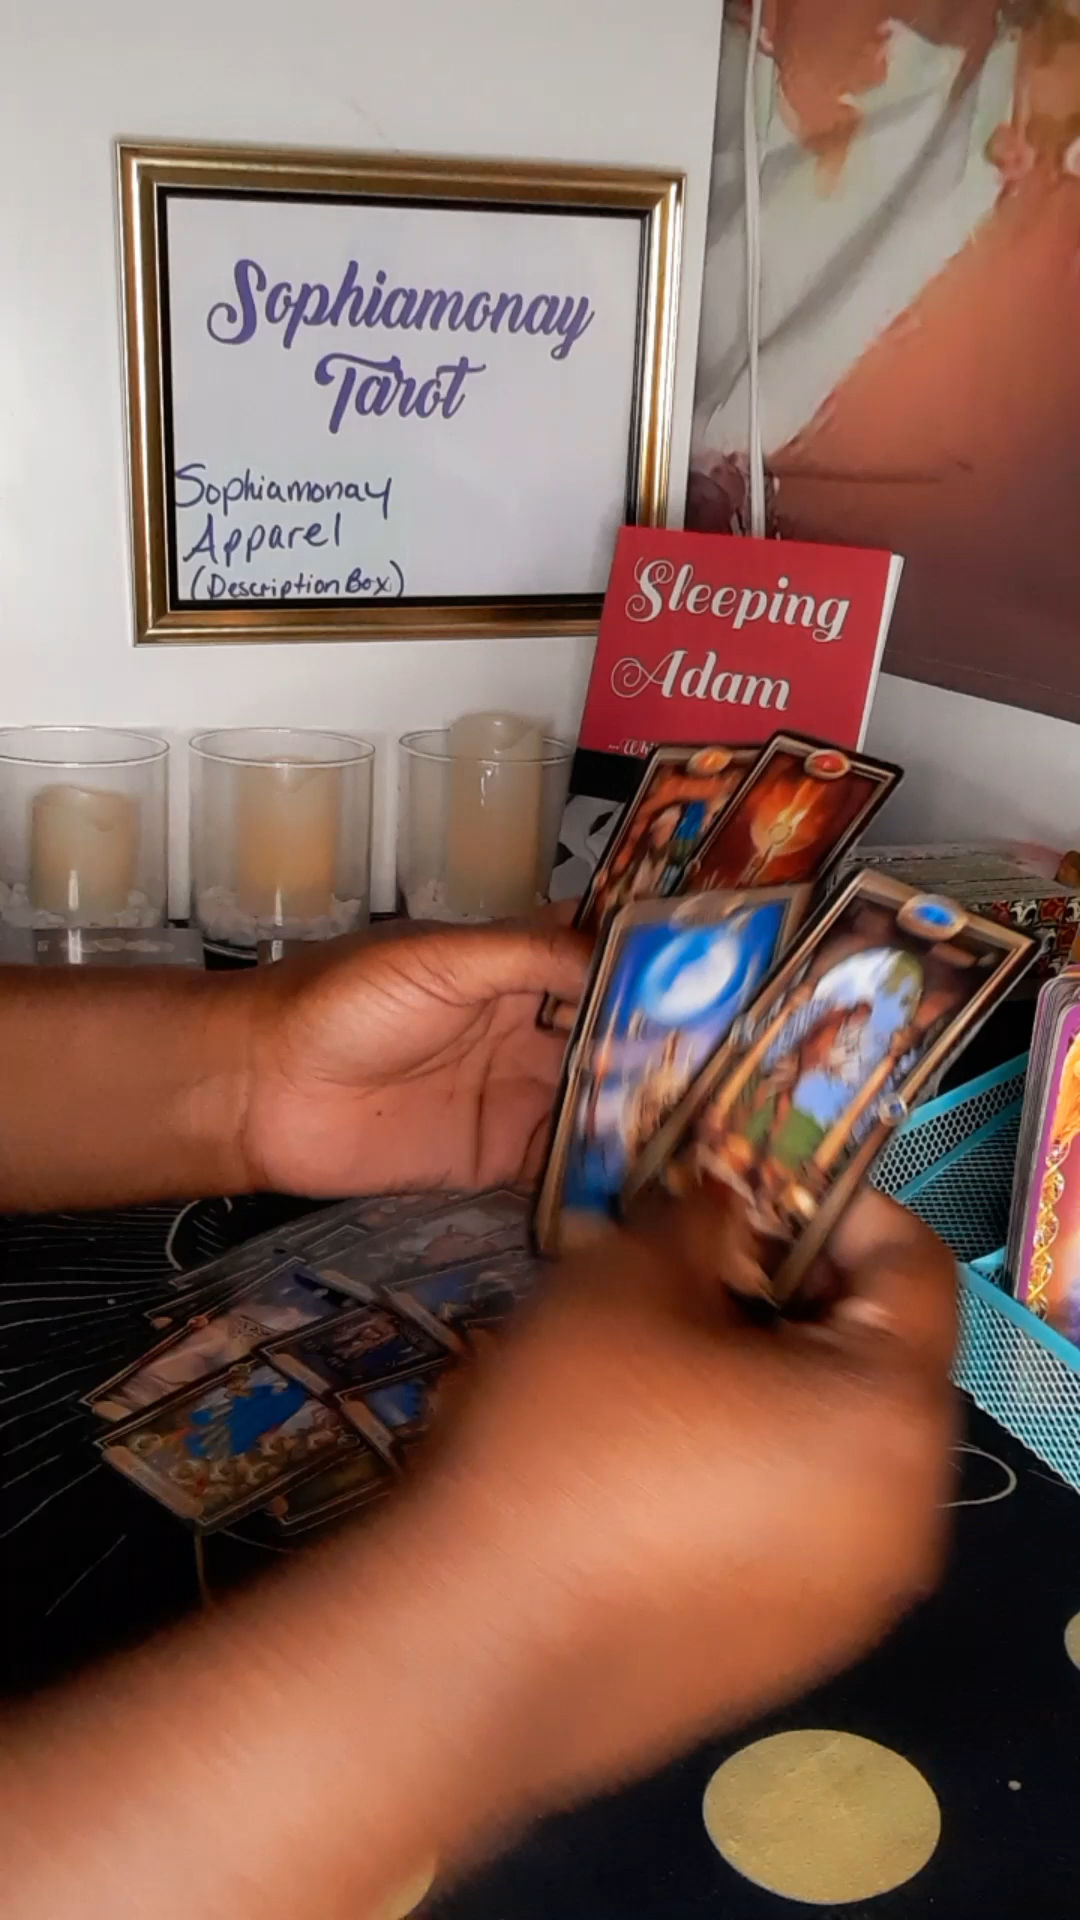 Sophiamonay
Tarot
Sophiamonay
Apparel
(Description Box)
Sleeping
Adam